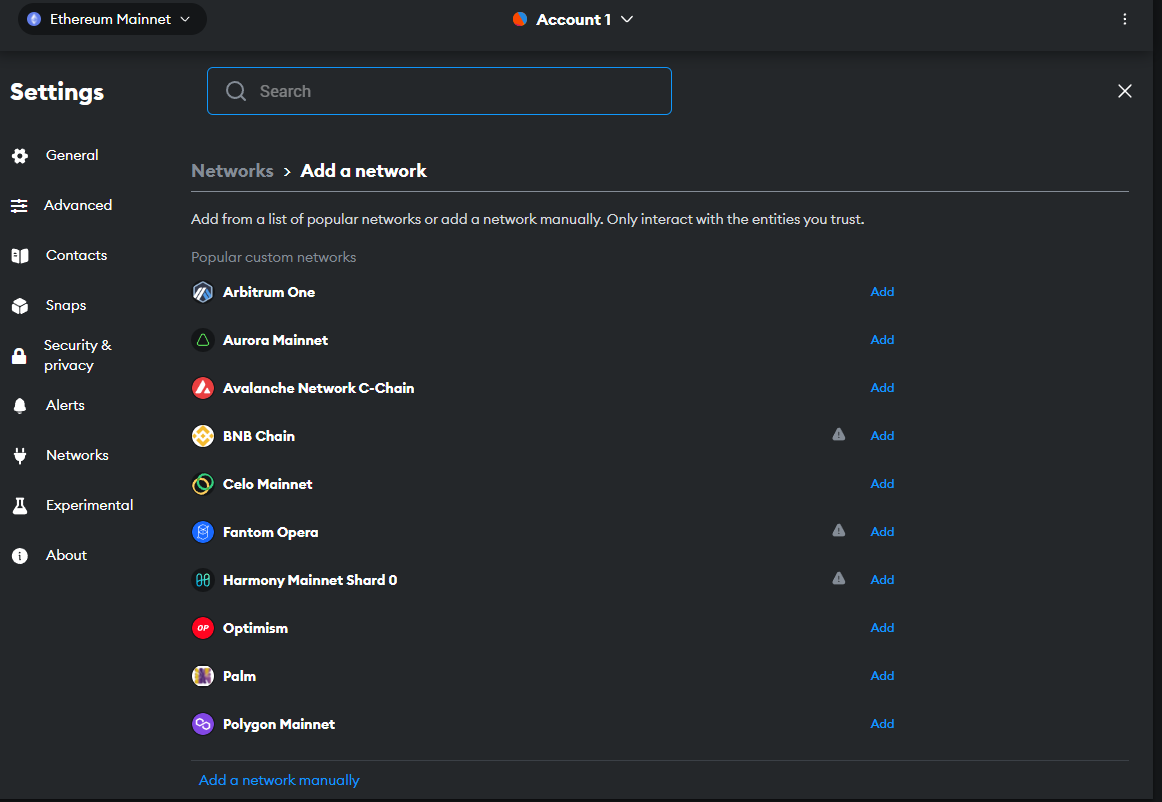 Ethereum Mainnet
Account 1
Settings
Search
General
Advanced
Contacts
Snaps
Security &
privacy
Alerts
Networks
Experimental
About
Networks > Add a network
Add from a list of popular networks or add a network manually. Only interact with the entities you trust.
Popular custom networks
Arbitrum One Add
Aurora Mainnet Add
Avalanche Network C-Chain Add
BNB Chain Add
Celo Mainnet Add
Fantom Opera Add
Harmony Mainnet Shard 0 Add
OP Optimism Add
Palm Add
Polygon Mainnet Add
Add a network manually